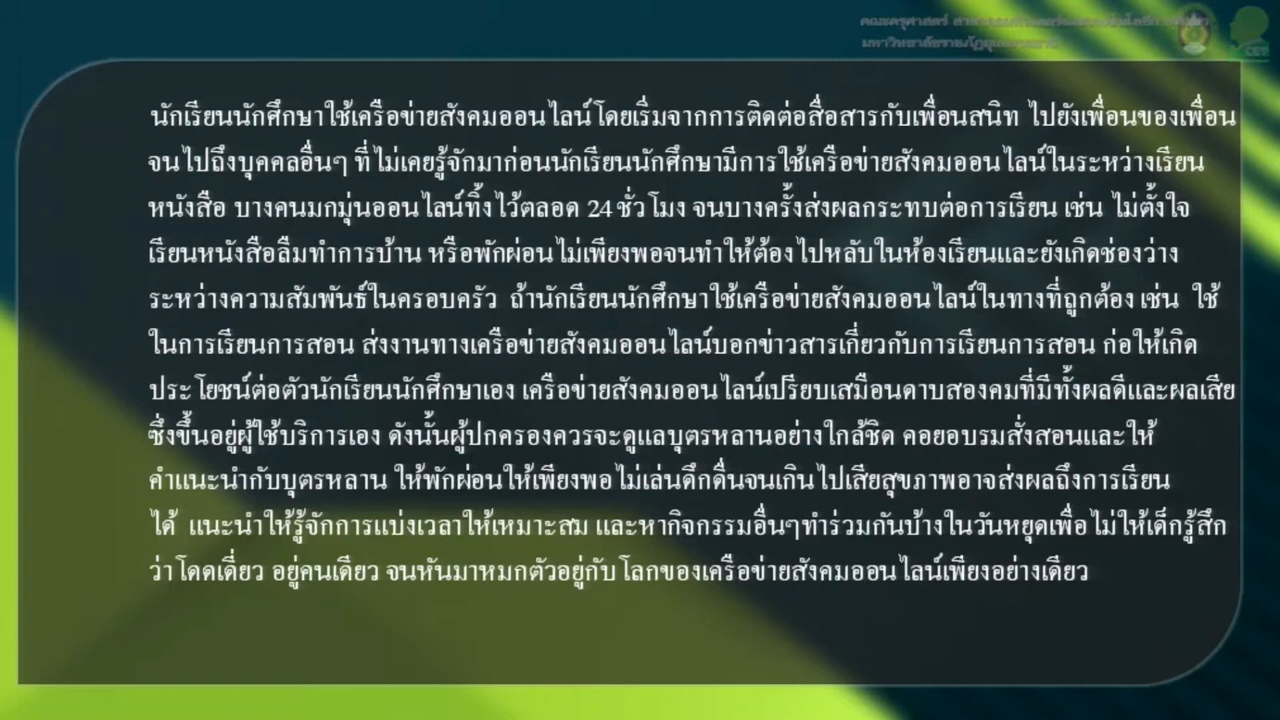 คณะครุศาสตร์
นักเรียนนักศึกษาใช้เครือข่ายสังคมออนไลน์โดยเริ่มจากการติดต่อสื่อสารกับเพื่อนสนิท ไปยังเพื่อนของเพื่อน
จนไปถึงบุคคลอื่นๆ ที่ไม่เคยรู้จักมาก่อนนักเรียนนักศึกษามีการใช้เครือข่ายสังคมออนไลน์ในระหว่างเรียน
หนังสือ บางคนมกมุ่นออนไลน์ทิ้งไว้ตลอด 24 ชั่วโมง จนบางครั้งส่งผลกระทบต่อการเรียน เช่น ไม่ตั้งใจ
เรียนหนังสือลืมทำการบ้าน หรือพักผ่อนไม่เพียงพอจนทำให้ต้องไปหลับในห้องเรียนและยังเกิดช่องว่าง
ระหว่างความสัมพันธ์ในครอบครัว ถ้านักเรียนนักศึกษาใช้เครือข่ายสังคมออนไลน์ในทางที่ถูกต้อง เช่น ใช้
ในการเรียนการสอน ส่งงานทางเครือข่ายสังคมออนไลน์บอกข่าวสารเกี่ยวกับการเรียนการสอน ก่อให้เกิด
ประโยชน์ต่อตัวนักเรียนนักศึกษาเอง เครือข่ายสังคมออนไลน์เปรียบเสมือนดาบสองคมที่มีทั้งผลดีและผลเสีย
ซึ่งขึ้นอยู่ผู้ใช้บริการเอง ดังนั้นผู้ปกครองควรจะดูแลบุตรหลานอย่างใกล้ชิด คอยอบรมสั่งสอนและให้
คำแนะนำกับบุตรหลาน ให้พักผ่อนให้เพียงพอไม่เล่นดึกดื่นจนเกินไปเสียสุขภาพอาจส่งผลถึงการเรียน
ได้ แนะนำให้รู้จักการแบ่งเวลาให้เหมาะสม และหากิจกรรมอื่นๆทำร่วมกันบ้างในวันหยุดเพื่อไม่ให้เด็กรู้สึก
ว่าโดดเดี่ยว อยู่คนเดียว จนหันมาหมกตัวอยู่กับโลกของเครือข่ายสังคมออนไลน์เพียงอย่างเดียว